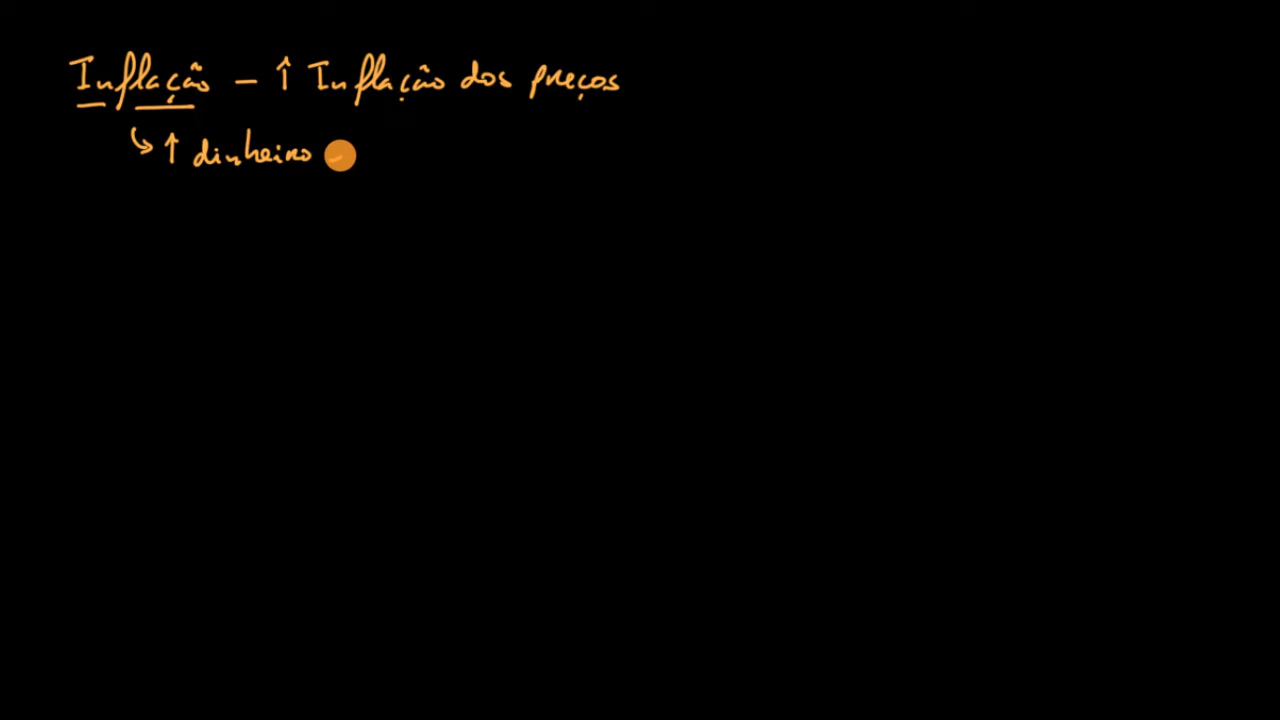 Inflação - ↑ Inflação dos preços
↳ ↑ dinheiro -